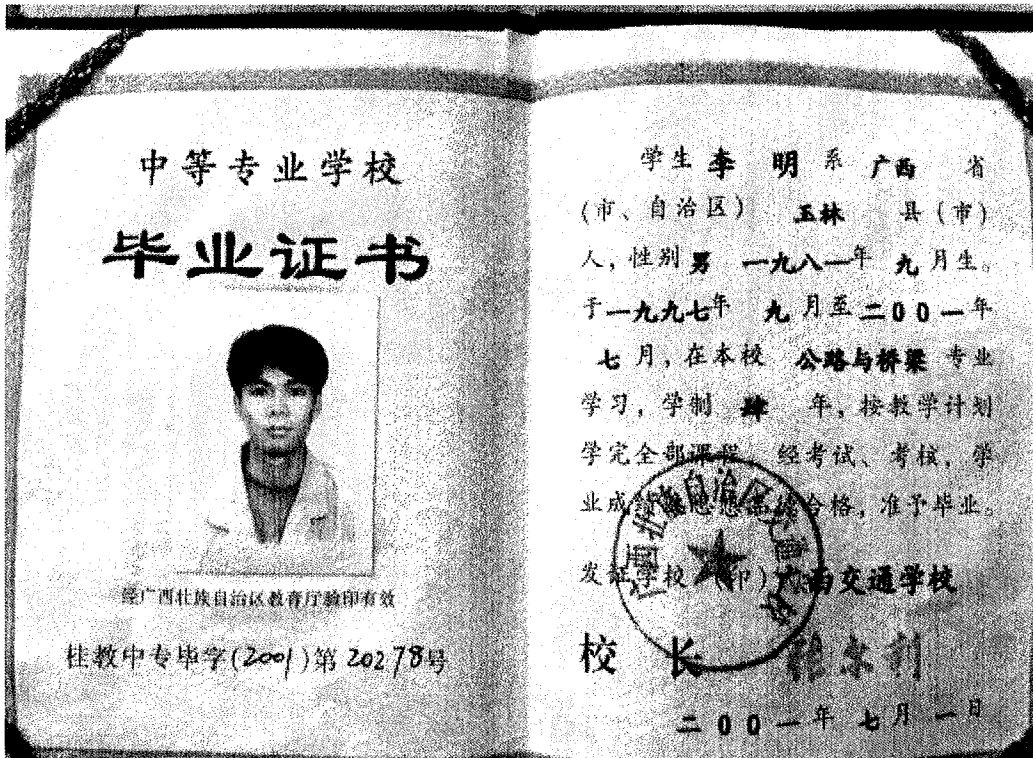 中等专业学校
毕业证书
经广西壮族自治区教育厅验印有效
桂教中专毕字(2001)第20278号
学生 李 明 系 广西 省
(市、自治区) 玉林 县(市)
人,性别 男 一九八一年 九月生。
于一九九七年 九月至二00一年
七月,在本校 公路与桥梁 专业
学习,学制 肆 年,按教学计划
学完全部课程,经考试、考核,学
业成绩及思想品德合格,准予毕业。
发证学校(印)广西交通学校
校 长
二00一年 七月 一日